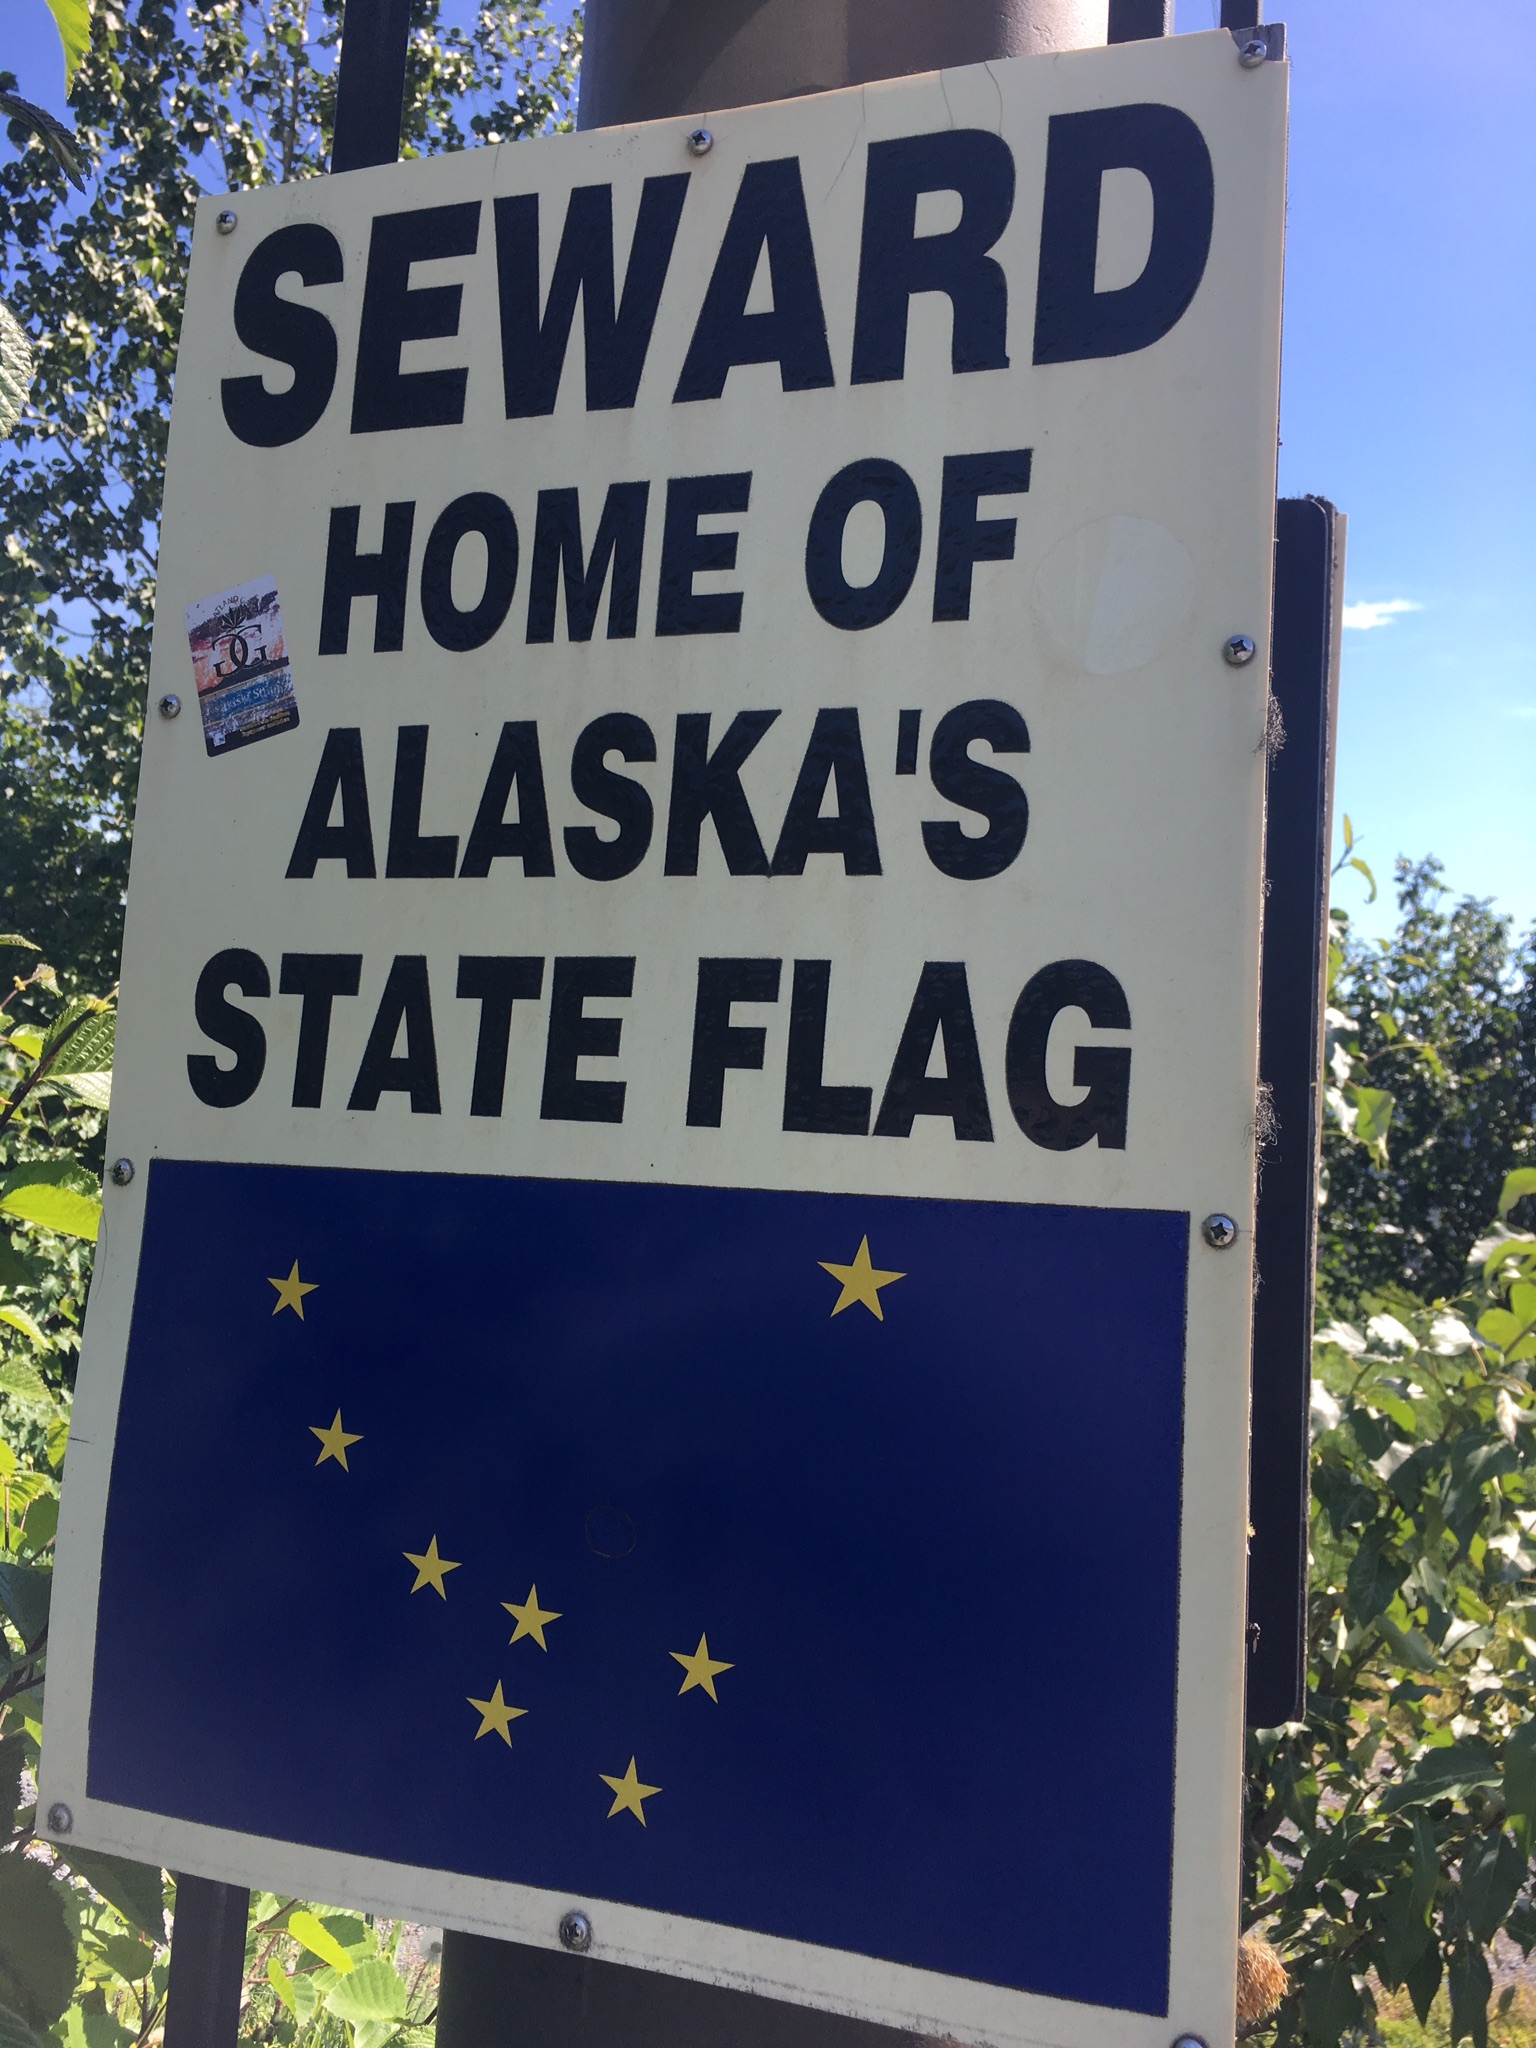 SEWARD
HOME OF
ALASKA'S
STATE FLAG